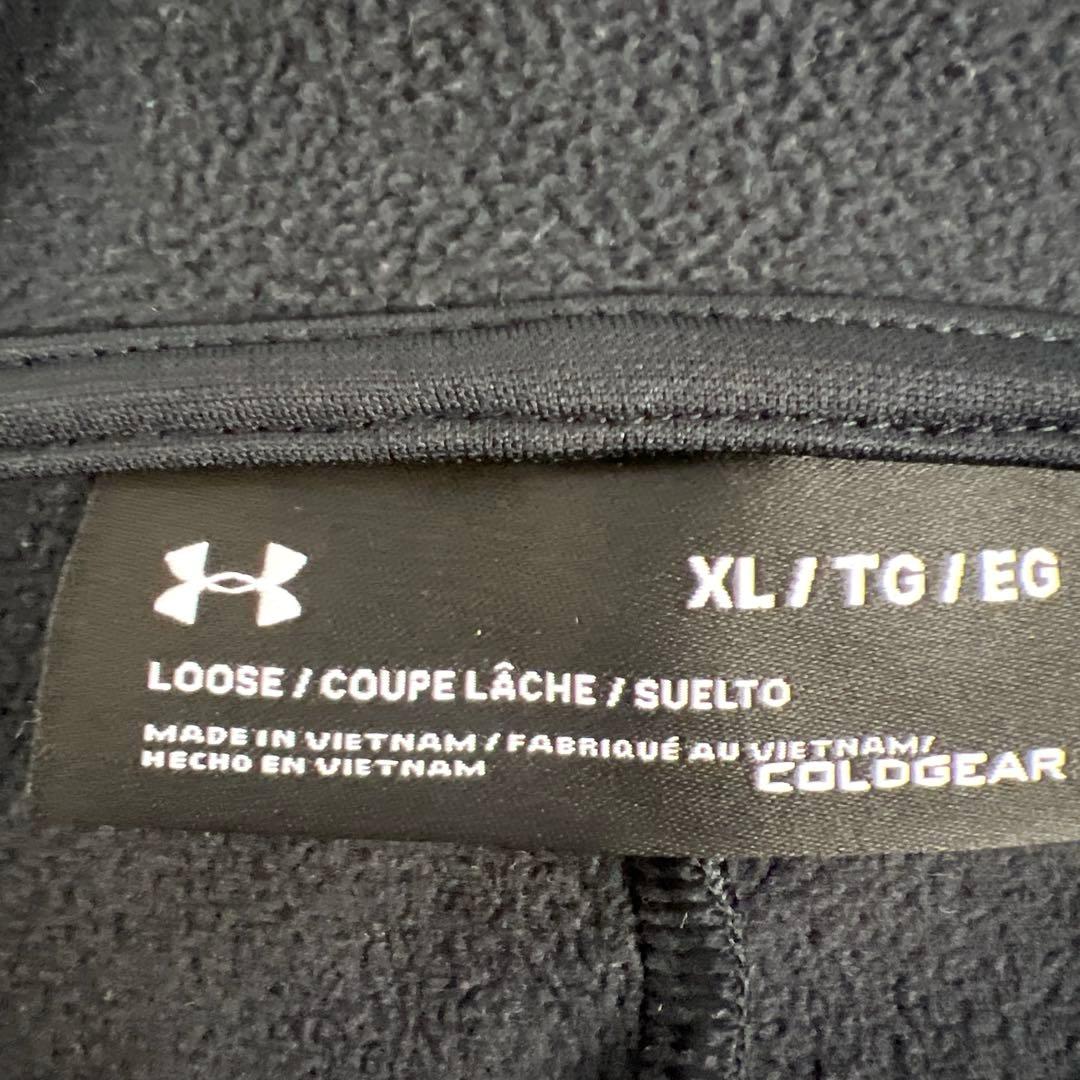 XL / TG / EG
LOOSE / COUPE LÂCHE / SUELTO
MADE IN VIETNAM / FABRIQUÉ AU VIETNAM/
HECHO EN VIETNAM
COLDGEAR